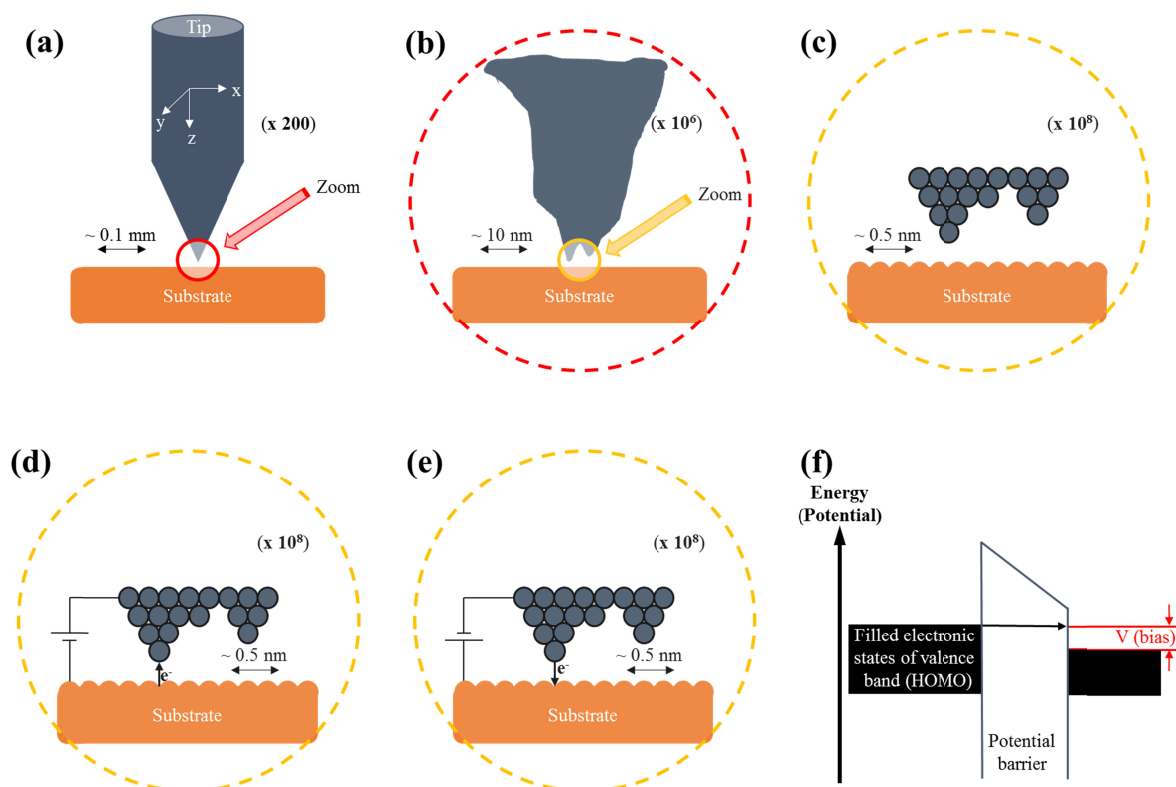 (a)
Tip
x
y
z
(x 200)
Zoom
~ 0.1 mm
Substrate
(b)
(x 10⁶)
Zoom
~ 10 nm
Substrate
(c)
(x 10⁸)
~ 0.5 nm
Substrate
(d)
(x 10⁸)
~ 0.5 nm
e⁻
Substrate
(e)
(x 10⁸)
~ 0.5 nm
e⁻
Substrate
(f)
Energy
(Potential)
Filled electronic
states of valence
band (HOMO)
V (bias)
Potential
barrier